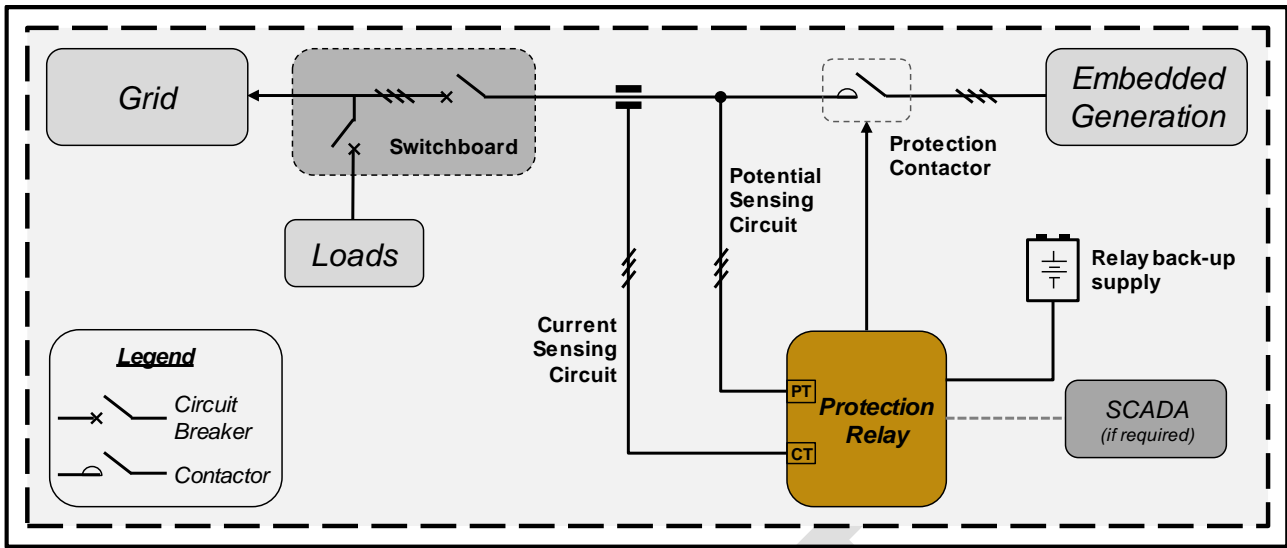 Grid
Switchboard
Loads
Embedded
Generation
Protection
Contactor
Potential
Sensing
Circuit
Relay back-up
supply
Current
Sensing
Circuit
PT
CT
Protection
Relay
SCADA
(if required)
Legend
Circuit
Breaker
Contactor